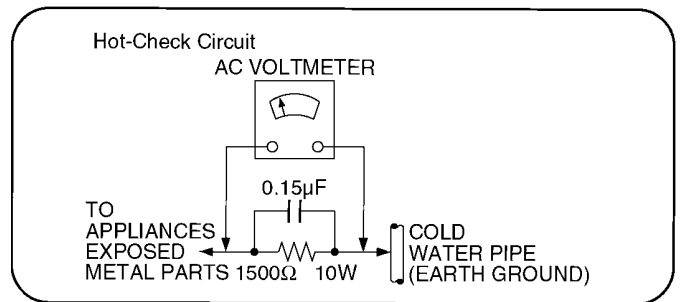 Hot-Check Circuit
AC VOLTMETER
0.15µF
TO
APPLIANCES
EXPOSED
METAL PARTS
1500Ω 10W
COLD
WATER PIPE
(EARTH GROUND)